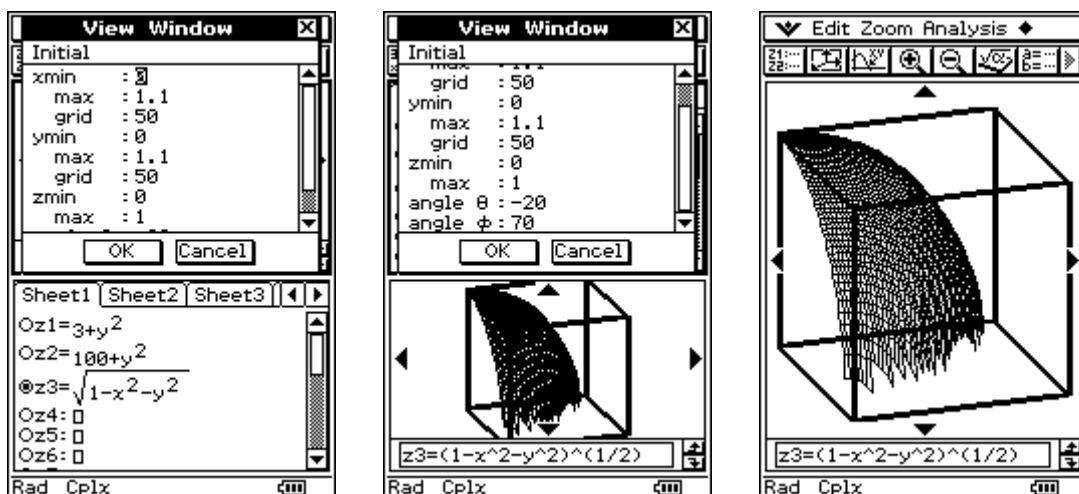 View Window
Initial
xmin :0
max :1.1
grid :50
ymin :0
max :1.1
grid :50
zmin :0
max :1
OK Cancel
Sheet1 Sheet2 Sheet3
z1=3+y²
z2=100+y²
z3=√1-x²-y²
z4:
z5:
z6:
Rad Cplx
View Window
Initial
max :1.1
grid :50
ymin :0
max :1.1
grid :50
zmin :0
max :1
angle θ :-20
angle ϕ :70
OK Cancel
z3=(1-x^2-y^2)^(1/2)
Rad Cplx
Edit Zoom Analysis
z3=(1-x^2-y^2)^(1/2)
Rad Cplx